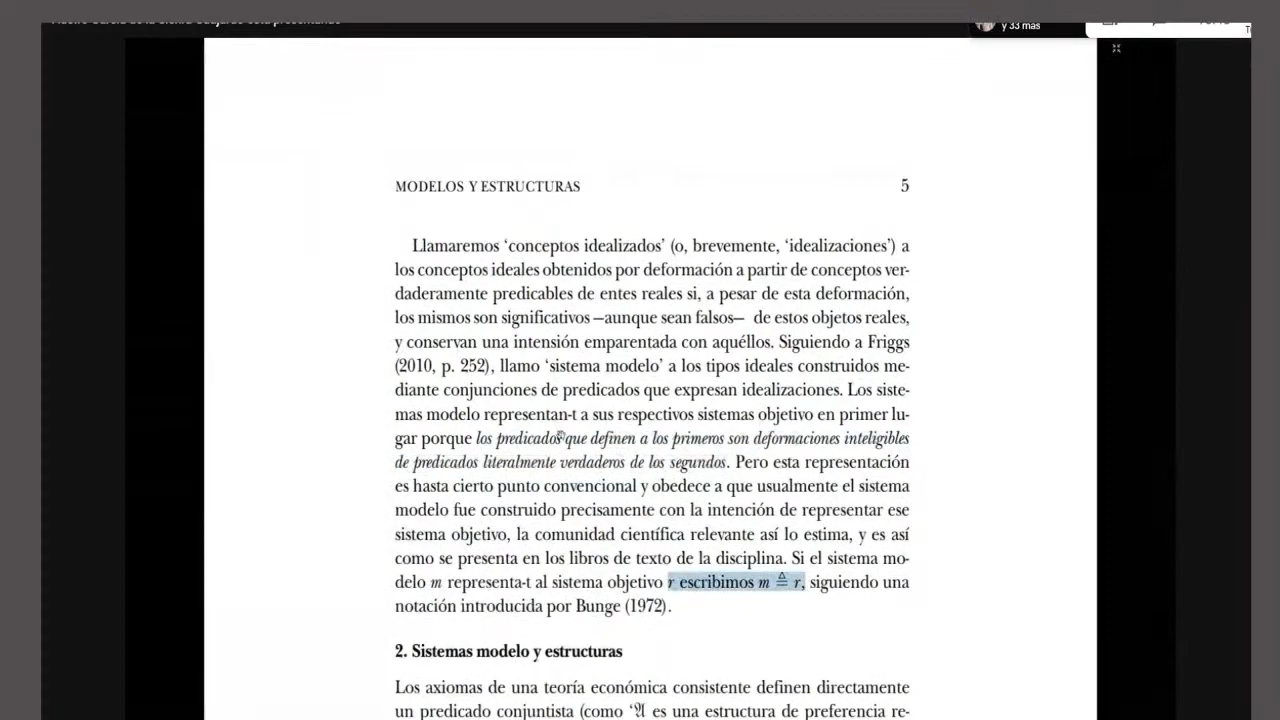 y 33 más
MODELOS Y ESTRUCTURAS 5
Llamaremos ‘conceptos idealizados’ (o, brevemente, ‘idealizaciones’) a
los conceptos ideales obtenidos por deformación a partir de conceptos ver-
daderamente predicables de entes reales si, a pesar de esta deformación,
los mismos son significativos —aunque sean falsos— de estos objetos reales,
y conservan una intensión emparentada con aquéllos. Siguiendo a Friggs
(2010, p. 252), llamo ‘sistema modelo’ a los tipos ideales construidos me-
diante conjunciones de predicados que expresan idealizaciones. Los siste-
mas modelo representan-t a sus respectivos sistemas objetivo en primer lu-
gar porque los predicados que definen a los primeros son deformaciones inteligibles
de predicados literalmente verdaderos de los segundos. Pero esta representación
es hasta cierto punto convencional y obedece a que usualmente el sistema
modelo fue construido precisamente con la intención de representar ese
sistema objetivo, la comunidad científica relevante así lo estima, y es así
como se presenta en los libros de texto de la disciplina. Si el sistema mo-
delo m representa-t al sistema objetivo r escribimos m ≙ r, siguiendo una
notación introducida por Bunge (1972).
2. Sistemas modelo y estructuras
Los axiomas de una teoría económica consistente definen directamente
un predicado conjuntista (como ‘𝔄 es una estructura de preferencia re-